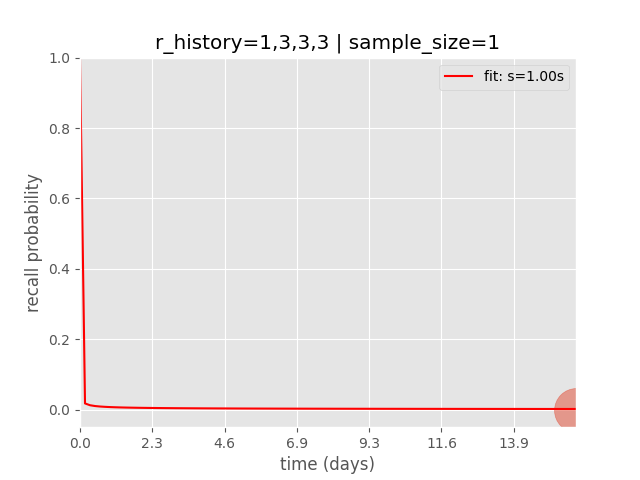 r_history=1,3,3,3 | sample_size=1
fit: s=1.00s
recall probability
1.0
0.8
0.6
0.4
0.2
0.0
0.0 2.3 4.6 6.9 9.3 11.6 13.9
time (days)